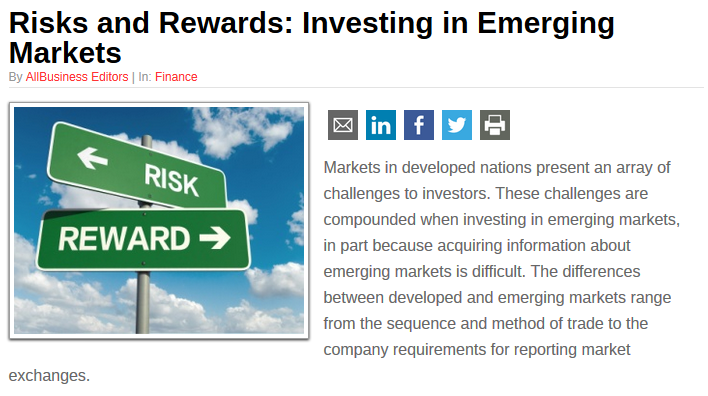 Risks and Rewards: Investing in Emerging
Markets
By AllBusiness Editors | In: Finance
RISK
REWARD
Markets in developed nations present an array of
challenges to investors. These challenges are
compounded when investing in emerging markets,
in part because acquiring information about
emerging markets is difficult. The differences
between developed and emerging markets range
from the sequence and method of trade to the
company requirements for reporting market
exchanges.